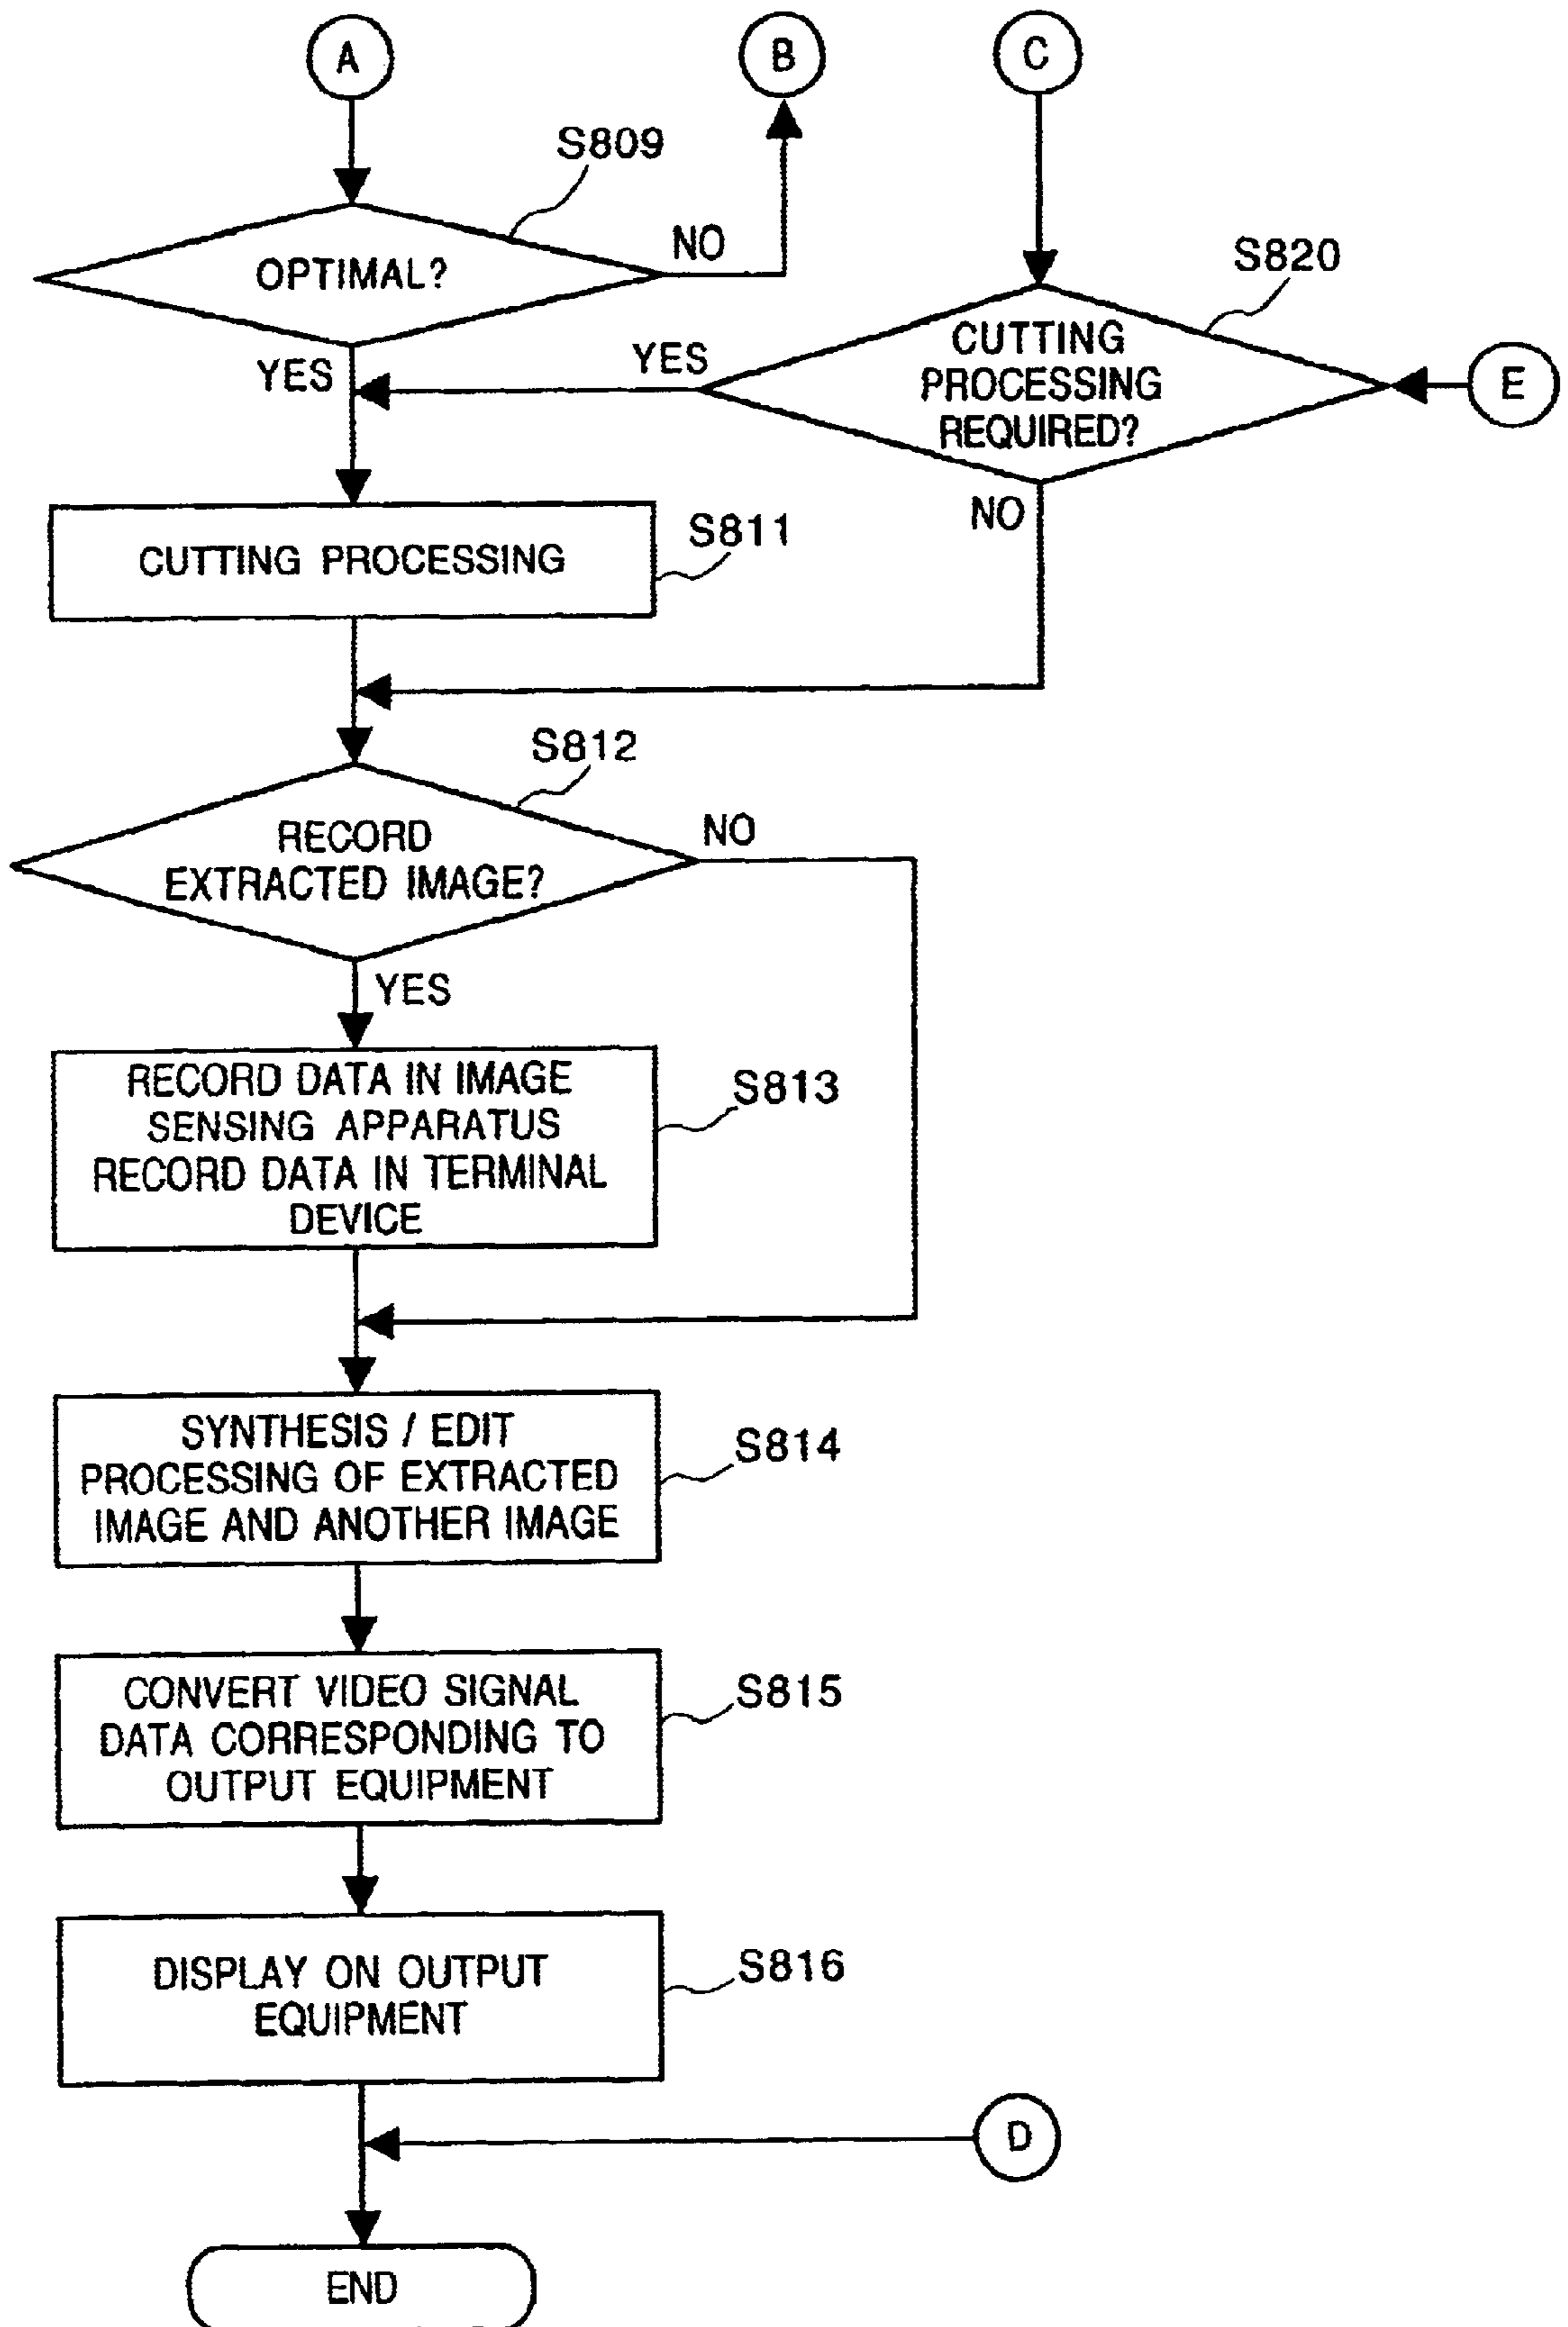 A
B
C
S809
OPTIMAL?
NO
YES
S820
CUTTING
PROCESSING
REQUIRED?
YES
E
NO
CUTTING PROCESSING
S811
S812
RECORD
EXTRACTED IMAGE?
NO
YES
RECORD DATA IN IMAGE
SENSING APPARATUS
RECORD DATA IN TERMINAL
DEVICE
S813
SYNTHESIS / EDIT
PROCESSING OF EXTRACTED
IMAGE AND ANOTHER IMAGE
S814
CONVERT VIDEO SIGNAL
DATA CORRESPONDING TO
OUTPUT EQUIPMENT
S815
DISPLAY ON OUTPUT
EQUIPMENT
S816
D
END